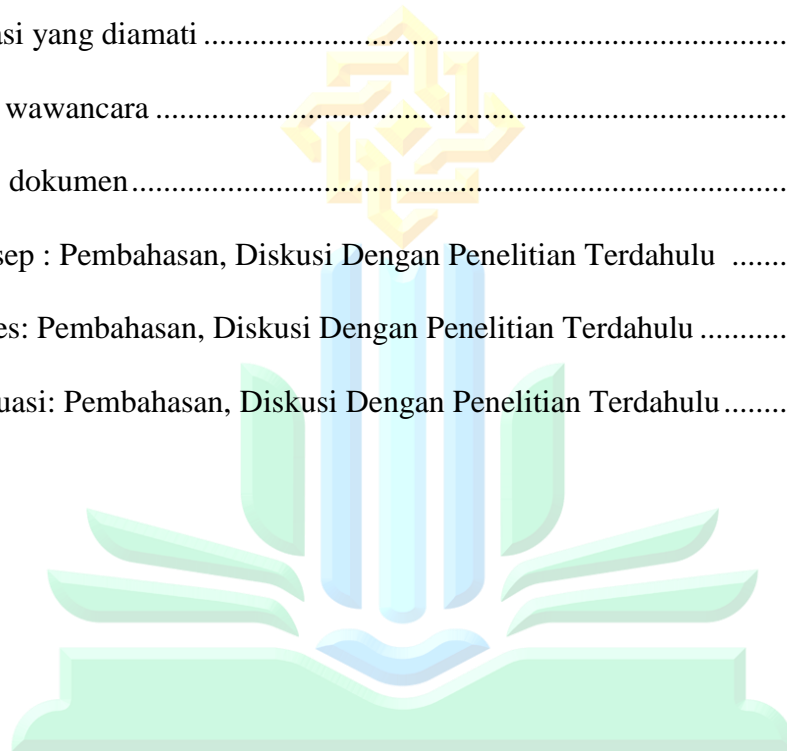 asi yang diamati ........................................................................
wawancara ..............................................................................
dokumen.................................................................................
sep : Pembahasan, Diskusi Dengan Penelitian Terdahulu .......
es: Pembahasan, Diskusi Dengan Penelitian Terdahulu ...........
uasi: Pembahasan, Diskusi Dengan Penelitian Terdahulu ........